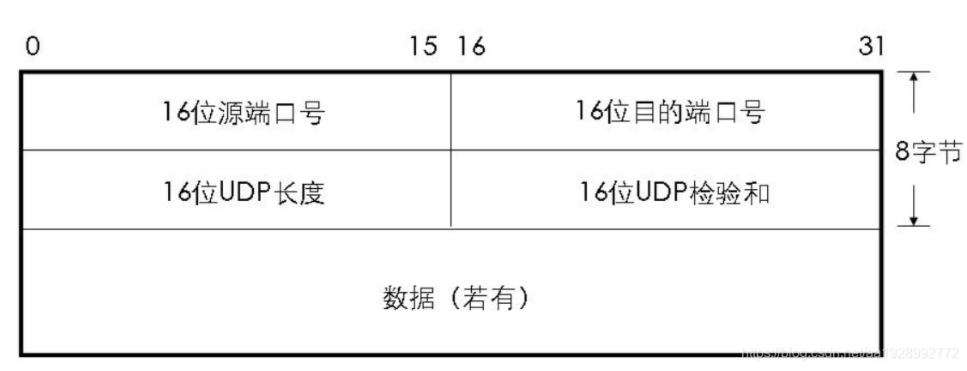 0 15 16 31
16位源端口号 16位目的端口号
8字节
16位UDP长度 16位UDP检验和
数据（若有）